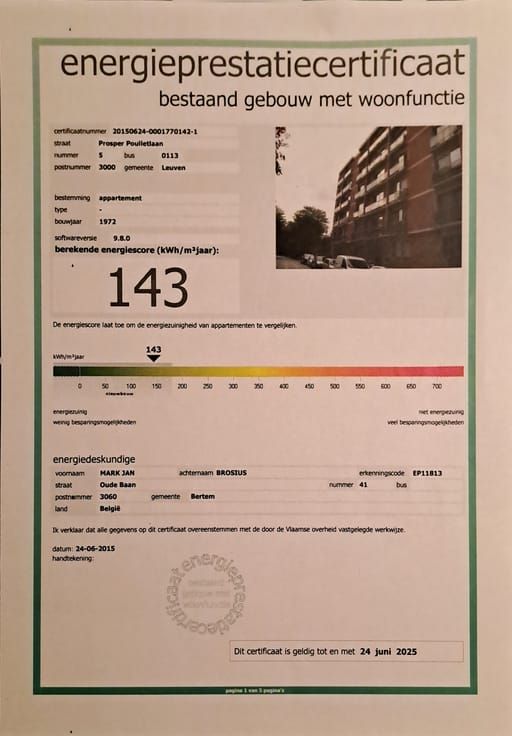 energieprestatiecertificaat
bestaand gebouw met woonfunctie
certificaatnummer 20150624-0001770142-1
straat Prosper Poulletlaan
nummer 5 bus 0113
postnummer 3000 gemeente Leuven
bestemming appartement
type -
bouwjaar 1972
softwareversie 9.8.0
berekende energiescore (kWh/m²jaar):
143
De energiescore laat toe om de energiezuinigheid van appartementen te vergelijken.
143
kWh/m²jaar
0 50 100 150 200 250 300 350 400 450 500 550 600 650 700
nieuwbouw
energiezuinig niet energiezuinig
weinig besparingsmogelijkheden veel besparingsmogelijkheden
energiedeskundige
voornaam MARK JAN achternaam BROSIUS erkenningscode EP11813
straat Oude Baan nummer 41 bus
postnummer 3060 gemeente Bertem
land België
Ik verklaar dat alle gegevens op dit certificaat overeenstemmen met de door de Vlaamse overheid vastgelegde werkwijze.
datum: 24-06-2015
handtekening:
energieprestatiecertificaat
bestaand
gebouw met
woonfunctie
Dit certificaat is geldig tot en met 24 juni 2025
pagina 1 van 5 pagina's